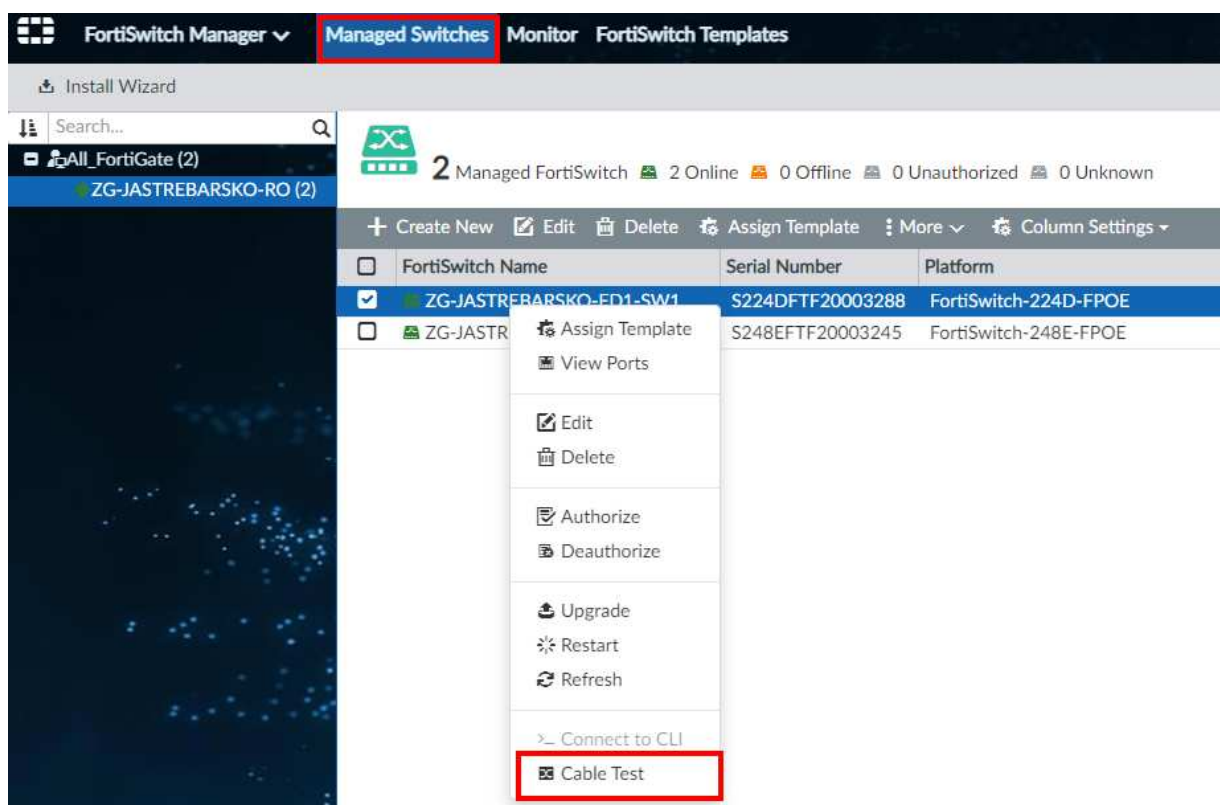 FortiSwitch Manager Managed Switches Monitor FortiSwitch Templates
Install Wizard
Search...
All_FortiGate (2)
ZG-JASTREBARSKO-RO (2)
2 Managed FortiSwitch 2 Online 0 Offline 0 Unauthorized 0 Unknown
+ Create New Edit Delete Assign Template More Column Settings
FortiSwitch Name Serial Number Platform
ZG-JASTREBARSKO-ED1-SW1 S224DFTF20003288 FortiSwitch-224D-FPOE
ZG-JASTR S248EFTF20003245 FortiSwitch-248E-FPOE
Assign Template
View Ports
Edit
Delete
Authorize
Deauthorize
Upgrade
Restart
Refresh
>_ Connect to CLI
Cable Test